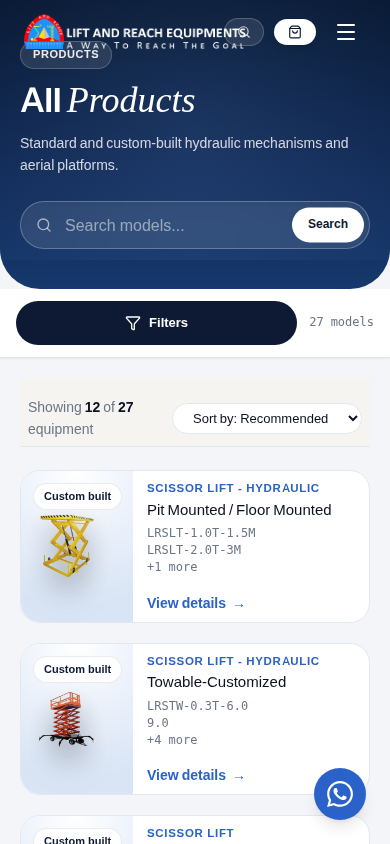 LIFT AND REACH EQUIPMENTS
A Way To Reach The Goal
PRODUCTS
All Products
Standard and custom-built hydraulic mechanisms and
aerial platforms.
Search models...
Search
Filters
27 models
Showing 12 of 27
equipment
Sort by: Recommended
Custom built
SCISSOR LIFT - HYDRAULIC
Pit Mounted / Floor Mounted
LRSLT-1.0T-1.5M
LRSLT-2.0T-3M
+1 more
View details →
Custom built
SCISSOR LIFT - HYDRAULIC
Towable-Customized
LRSTW-0.3T-6.0
9.0
+4 more
View details →
Custom built
SCISSOR LIFT